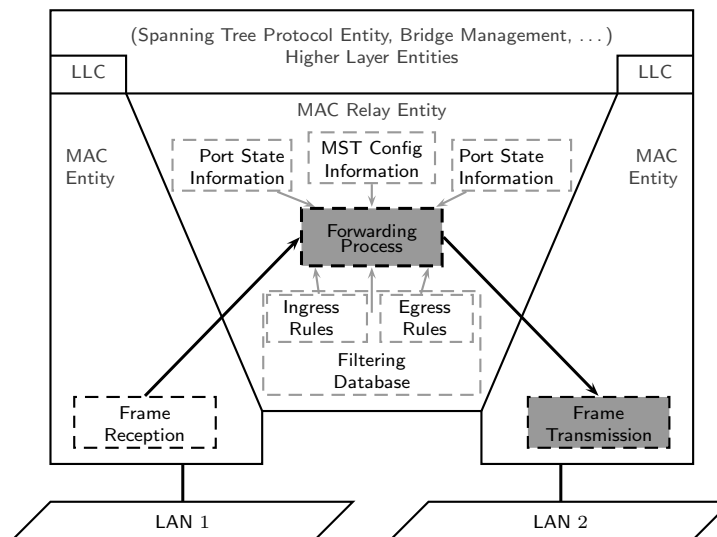 (Spanning Tree Protocol Entity, Bridge Management, ...)
Higher Layer Entities
LLC
LLC
MAC Relay Entity
MAC
Entity
MAC
Entity
Port State
Information
MST Config
Information
Port State
Information
Forwarding
Process
Ingress
Rules
Egress
Rules
Filtering
Database
Frame
Reception
Frame
Transmission
LAN 1
LAN 2